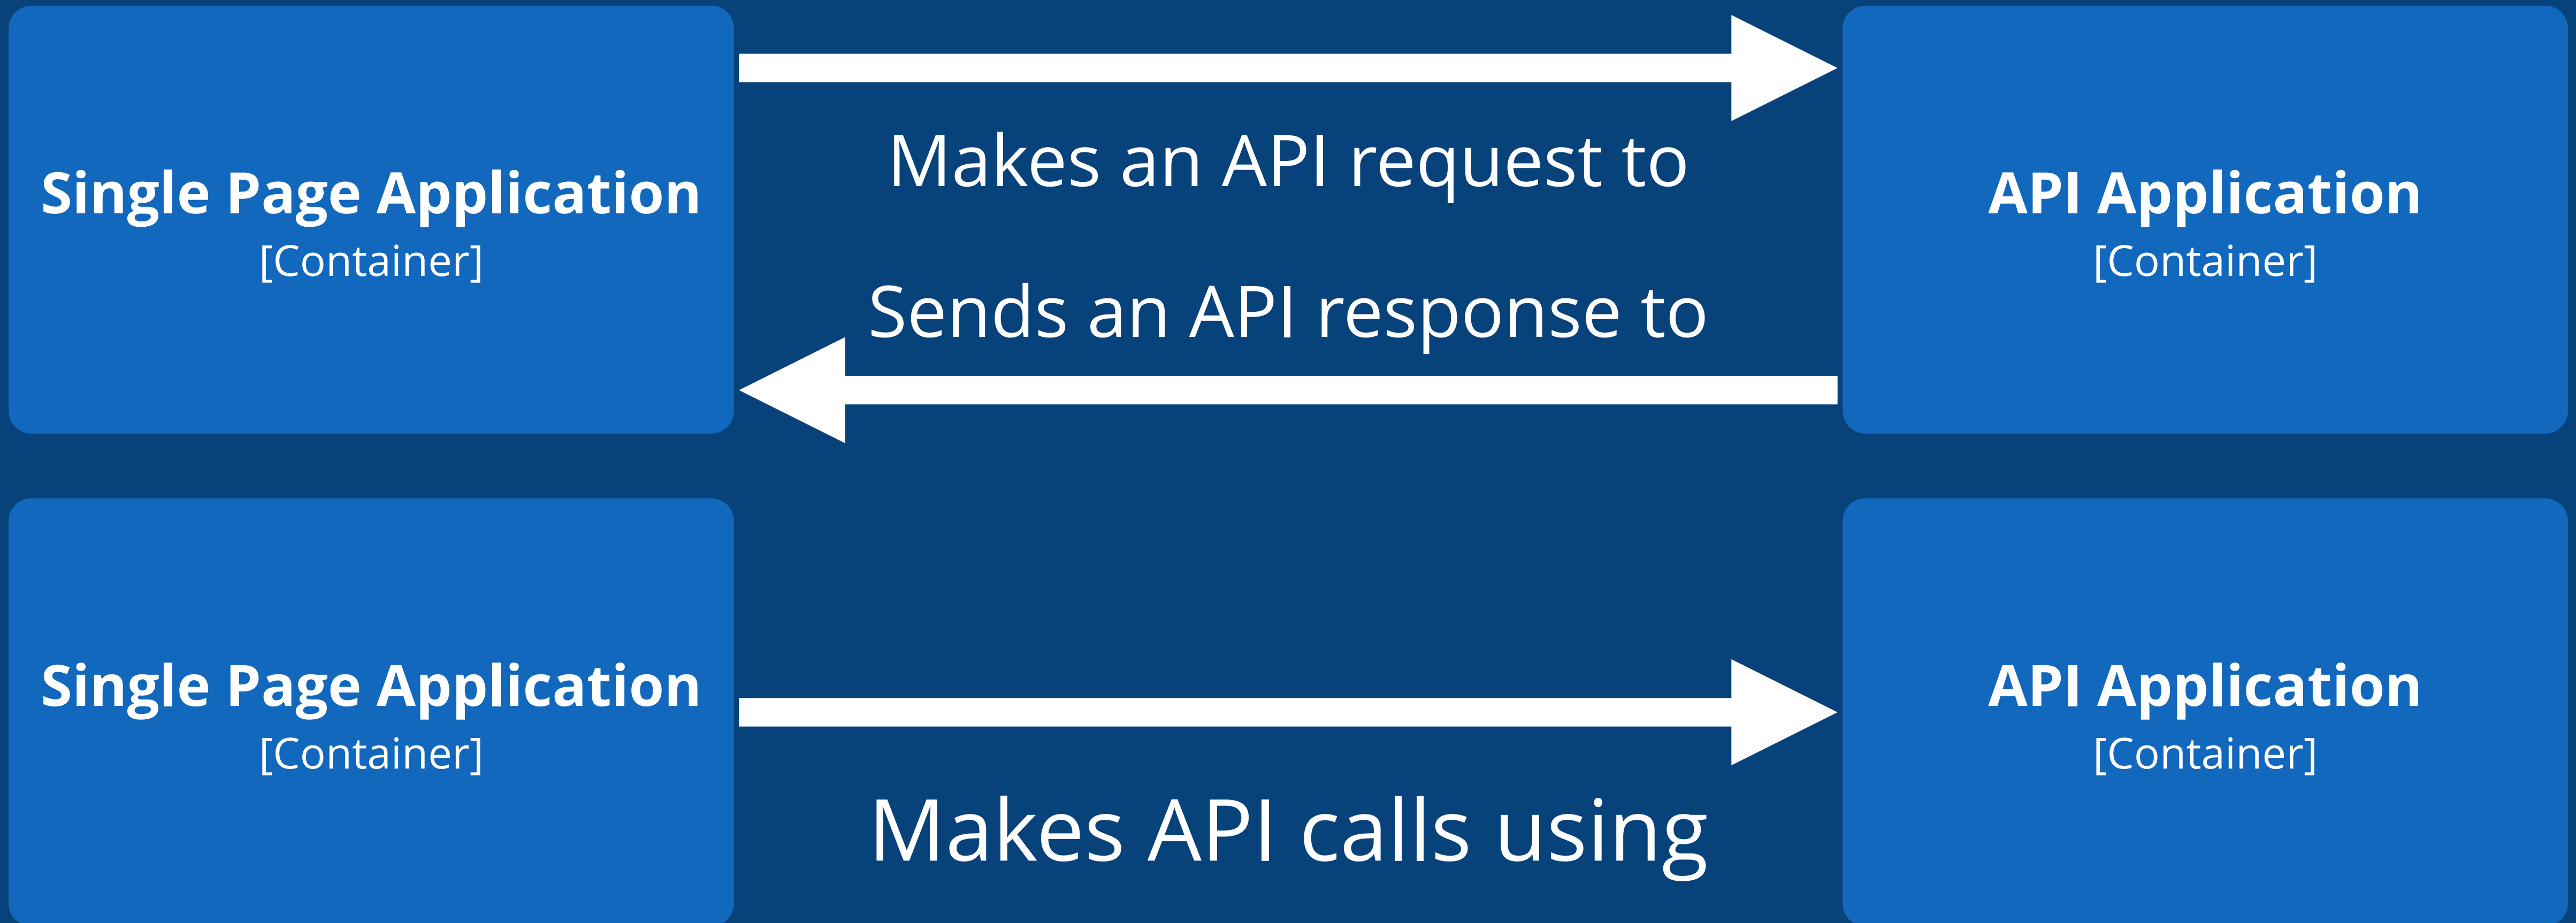 Single Page Application
[Container]
Makes an API request to
Sends an API response to
API Application
[Container]
Single Page Application
[Container]
Makes API calls using
API Application
[Container]